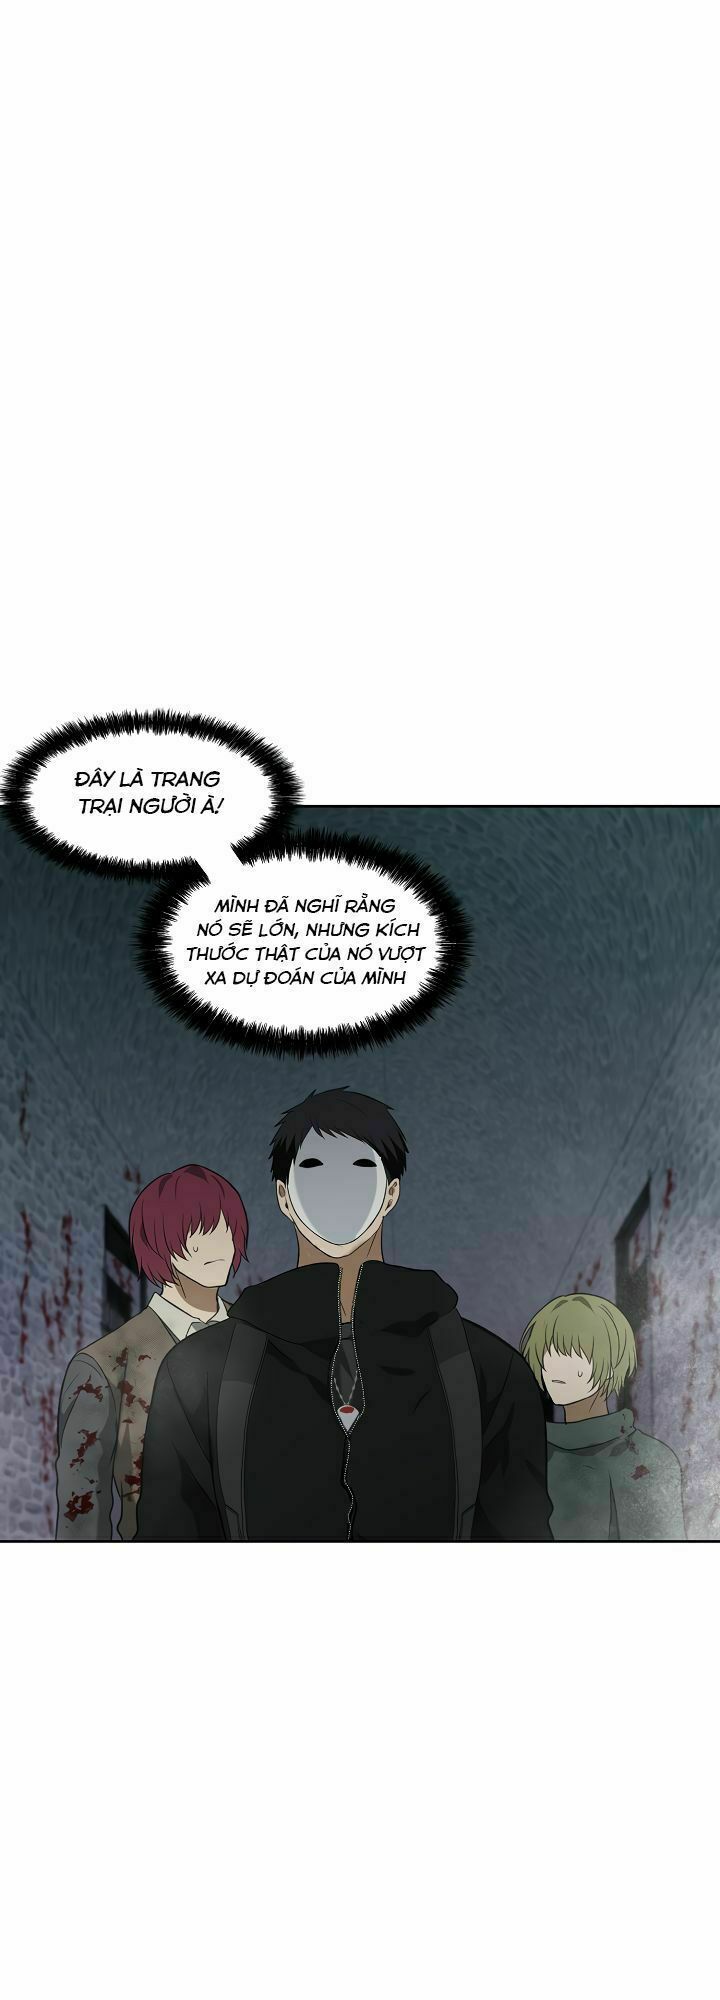 ĐÂY LÀ TRANG
TRẠI NGƯỜI À!
MÌNH ĐÃ NGHĨ RẰNG
NÓ SẼ LỚN, NHƯNG KÍCH
THƯỚC THẬT CỦA NÓ VƯỢT
XA DỰ ĐOÁN CỦA MÌNH